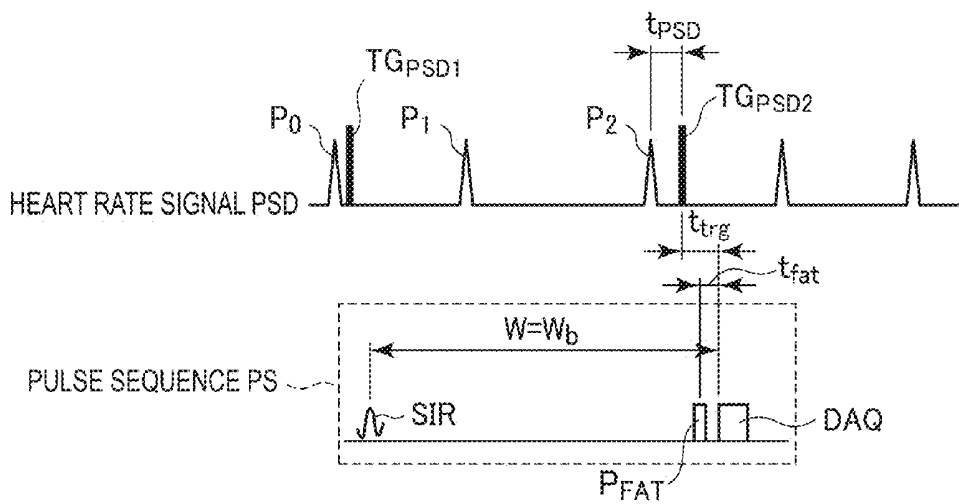 tPSD
TGPSD1
TGPSD2
P0
P1
P2
HEART RATE SIGNAL PSD
ttrg
tfat
W=Wb
PULSE SEQUENCE PS
SIR
DAQ
PFAT